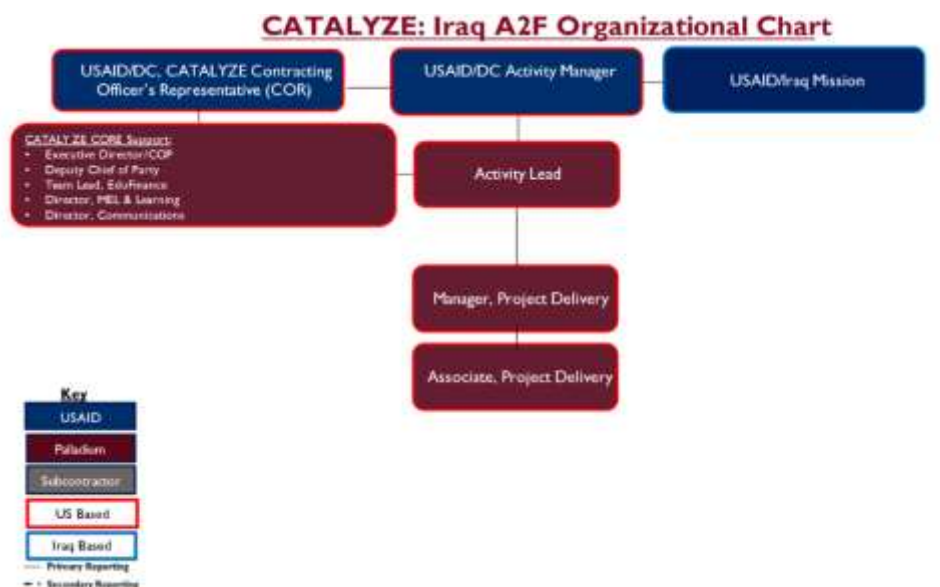 CATALYZE: Iraq A2F Organizational Chart
USAID/DC, CATALYZE Contracting
Officer's Representative (COR)
USAID/DC Activity Manager
USAID/Iraq Mission
CATALYZE CORE Support:
• Executive Director/COP
• Deputy Chief of Party
• Team Lead, EduFinance
• Director, MEL & Learning
• Director, Communications
Activity Lead
Manager, Project Delivery
Associate, Project Delivery
Key
USAID
Palladium
Subcontractor
US Based
Iraq Based
Primary Reporting
Secondary Reporting